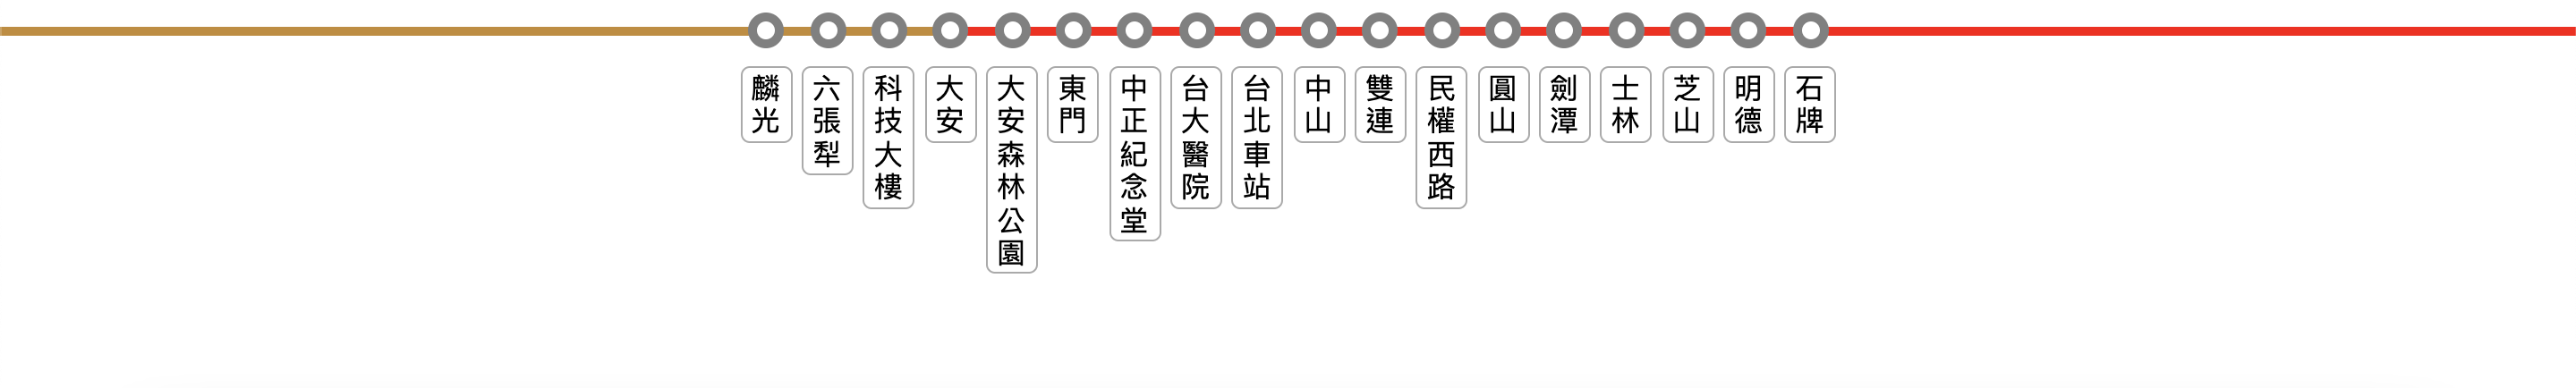 麟光
六張犁
科技大樓
大安
大安森林公園
東門
中正紀念堂
台大醫院
台北車站
中山
雙連
民權西路
圓山
劍潭
士林
芝山
明德
石牌